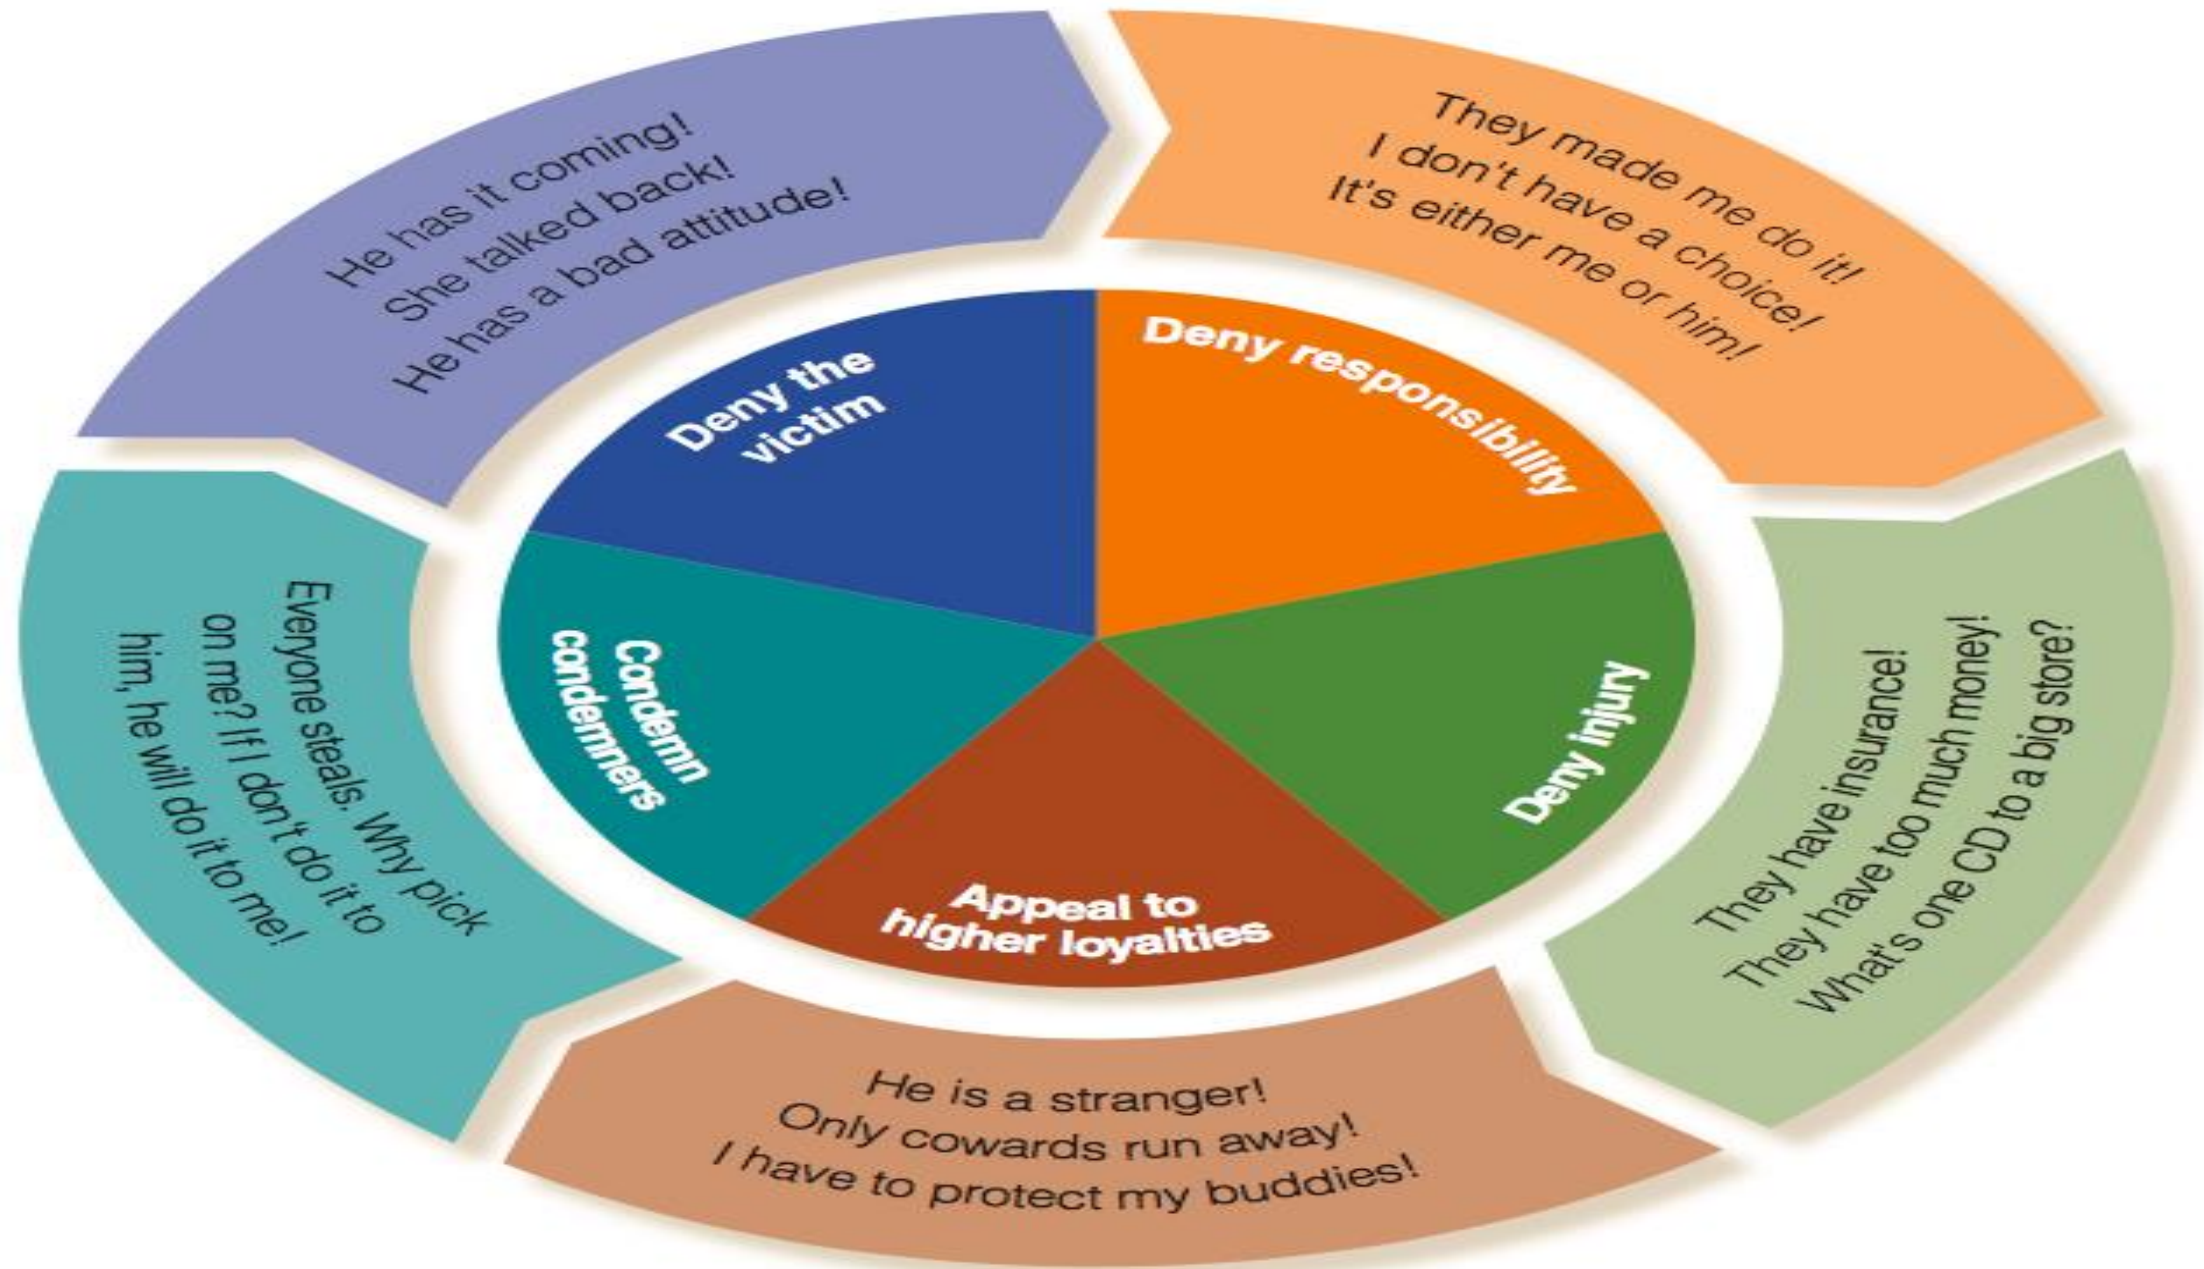 He has it coming!
She talked back!
He has a bad attitude!
They made me do it!
I don't have a choice!
It's either me or him!
Deny the
victim
Deny responsibility
Condemn
condemners
Deny injury
Appeal to
higher loyalties
Everyone steals. Why pick
on me? If I don't do it to
him, he will do it to me!
They have insurance!
They have too much money!
What's one CD to a big store?
He is a stranger!
Only cowards run away!
I have to protect my buddies!